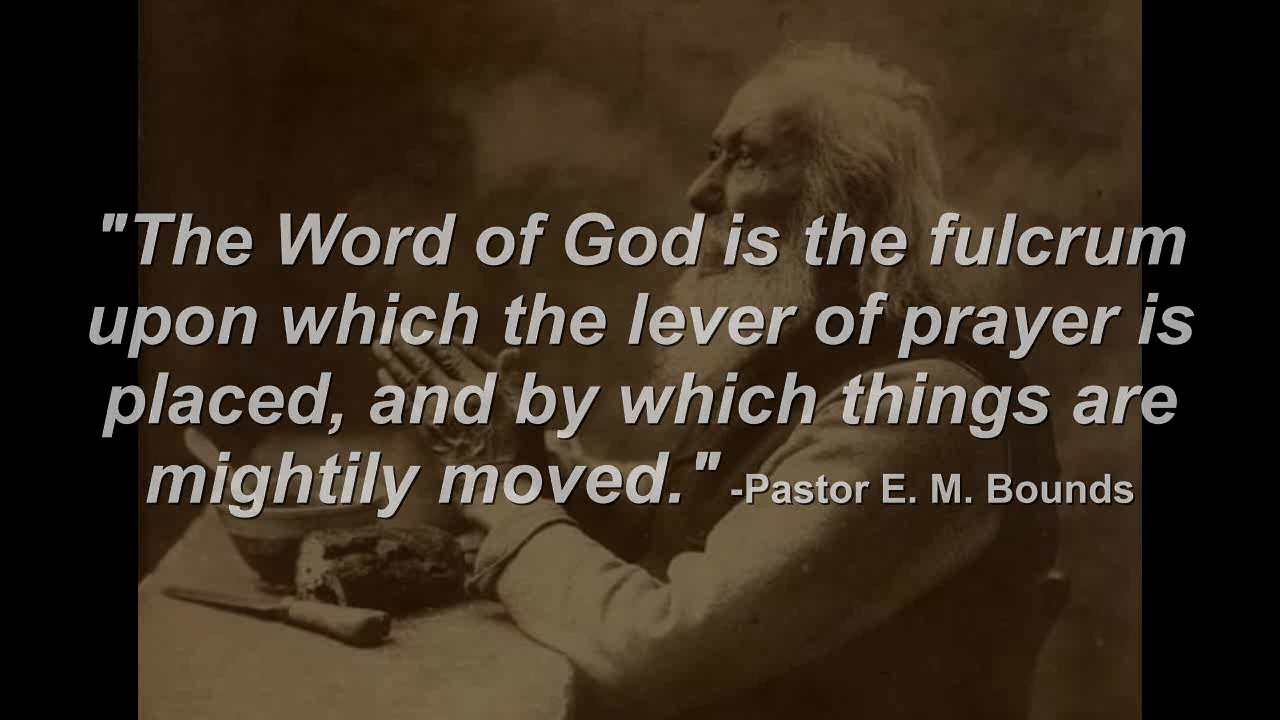 "The Word of God is the fulcrum
upon which the lever of prayer is
placed, and by which things are
mightily moved." -Pastor E. M. Bounds